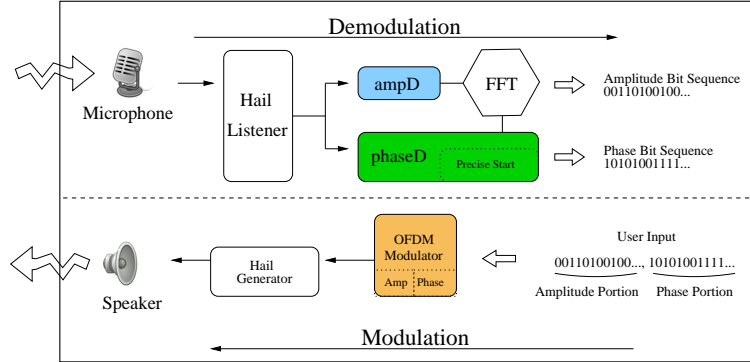 Demodulation
Microphone
Hail
Listener
ampD
FFT
Amplitude Bit Sequence
00110100100...
phaseD
Precise Start
Phase Bit Sequence
10101001111...
Speaker
Hail
Generator
OFDM
Modulator
Amp Phase
User Input
00110100100..., 10101001111...
Amplitude Portion Phase Portion
Modulation